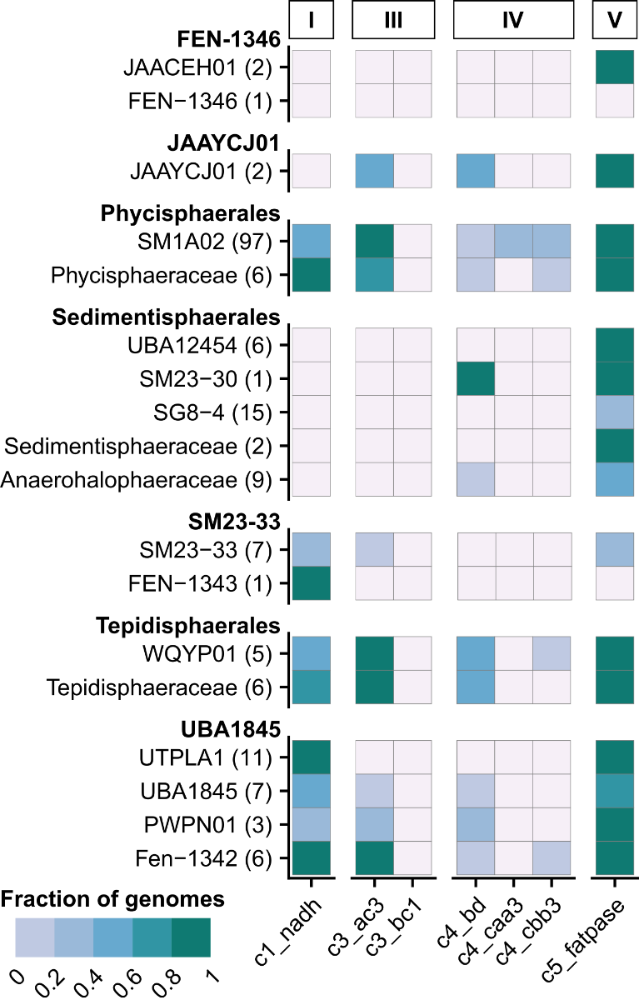 I III IV V
FEN-1346
JAACEH01 (2)
FEN−1346 (1)
JAAYCJ01
JAAYCJ01 (2)
Phycisphaerales
SM1A02 (97)
Phycisphaeraceae (6)
Sedimentisphaerales
UBA12454 (6)
SM23−30 (1)
SG8−4 (15)
Sedimentisphaeraceae (2)
Anaerohalophaeraceae (9)
SM23-33
SM23−33 (7)
FEN−1343 (1)
Tepidisphaerales
WQYP01 (5)
Tepidisphaeraceae (6)
UBA1845
UTPLA1 (11)
UBA1845 (7)
PWPN01 (3)
Fen−1342 (6)
c1_nadh c3_ac3 c3_bc1 c4_bd c4_caa3 c4_cbb3 c5_fatpase
Fraction of genomes
0 0.2 0.4 0.6 0.8 1